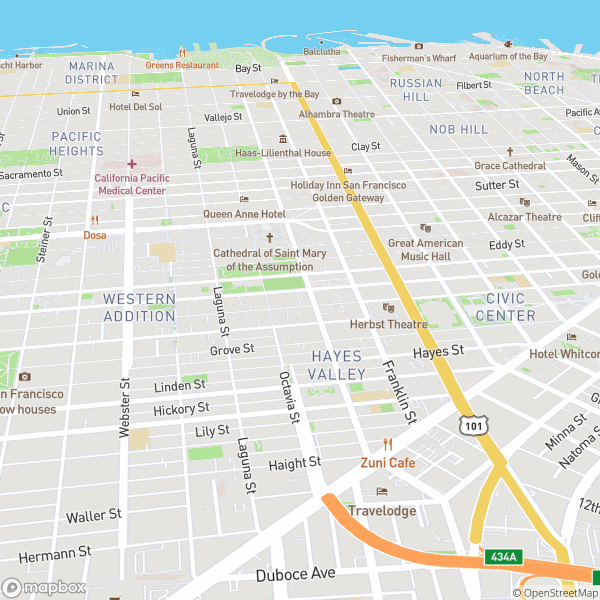 Balclutha
Fisherman's Wharf
Aquarium of the Bay
acht Harbor
MARINA
DISTRICT
Greens Restaurant
Bay St
RUSSIAN
HILL
Filbert St
NORTH
BEACH
Travelodge by the Bay
Hotel Del Sol
Union St
Vallejo St
Alhambra Theatre
Pacific Ave
NOB HILL
PACIFIC
HEIGHTS
Laguna St
Haas-Lilienthal House
Clay St
Grace Cathedral
Mason St
Sacramento St
California Pacific
Medical Center
Holiday Inn San Francisco
Golden Gateway
Sutter St
Queen Anne Hotel
Alcazar Theatre
Clif
Steiner St
Dosa
Cathedral of Saint Mary
of the Assumption
Great American
Music Hall
Eddy St
Gold
WESTERN
ADDITION
Laguna St
Herbst Theatre
CIVIC
CENTER
Hotel Whitcom
Grove St
HAYES
VALLEY
Hayes St
n Francisco
ow houses
Webster St
Linden St
Octavia St
Franklin St
Hickory St
Lily St
101
Minna St
Natoma St
Laguna St
Haight St
Zuni Cafe
Travelodge
12th
Waller St
Hermann St
434A
Duboce Ave
mapbox
© OpenStreetMap